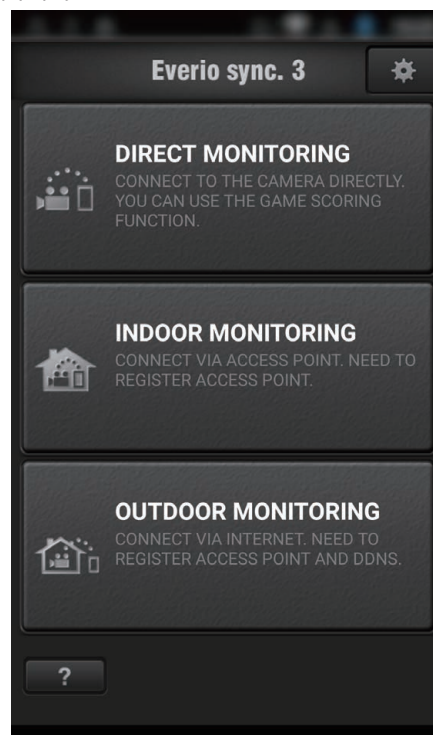 Everio sync. 3
DIRECT MONITORING
CONNECT TO THE CAMERA DIRECTLY.
YOU CAN USE THE GAME SCORING
FUNCTION.
INDOOR MONITORING
CONNECT VIA ACCESS POINT. NEED TO
REGISTER ACCESS POINT.
OUTDOOR MONITORING
CONNECT VIA INTERNET. NEED TO
REGISTER ACCESS POINT AND DDNS.
?